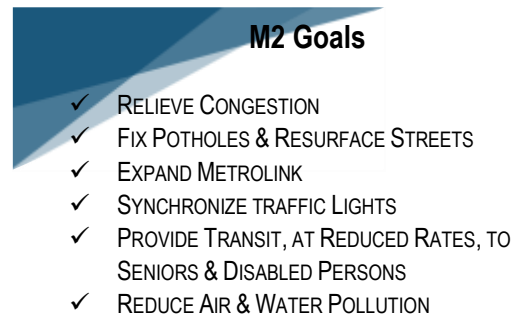 M2 Goals
✓ RELIEVE CONGESTION
✓ FIX POTHOLES & RESURFACE STREETS
✓ EXPAND METROLINK
✓ SYNCHRONIZE TRAFFIC LIGHTS
✓ PROVIDE TRANSIT, AT REDUCED RATES, TO
SENIORS & DISABLED PERSONS
✓ REDUCE AIR & WATER POLLUTION